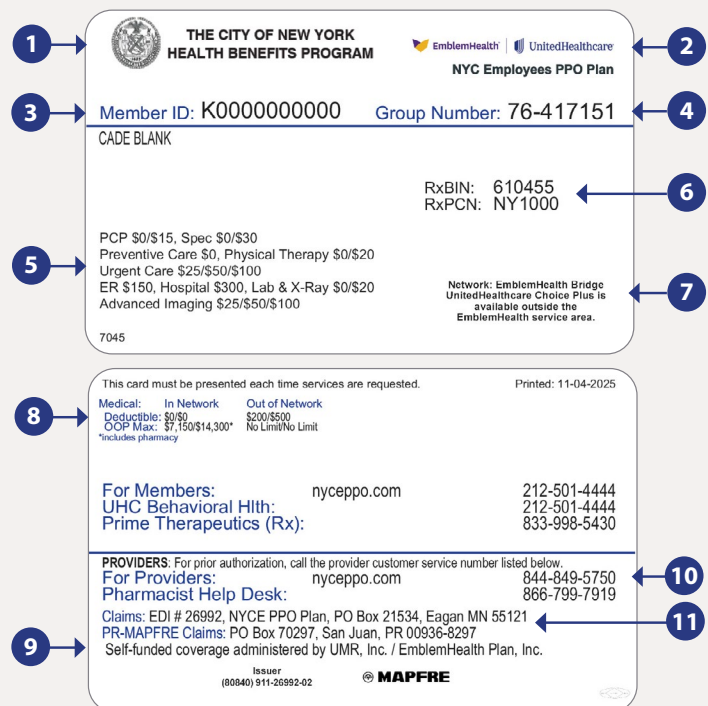 1
THE CITY OF NEW YORK
HEALTH BENEFITS PROGRAM
EmblemHealth® | UnitedHealthcare
NYC Employees PPO Plan
2
3
Member ID: K0000000000
Group Number: 76-417151
4
CADE BLANK
RxBIN: 610455
RxPCN: NY1000
6
5
PCP $0/$15, Spec $0/$30
Preventive Care $0, Physical Therapy $0/$20
Urgent Care $25/$50/$100
ER $150, Hospital $300, Lab & X-Ray $0/$20
Advanced Imaging $25/$50/$100
Network: EmblemHealth Bridge
UnitedHealthcare Choice Plus is
available outside the
EmblemHealth service area.
7
7045
This card must be presented each time services are requested.
Printed: 11-04-2025
8
Medical: In Network Out of Network
Deductible: $0/$0 $200/$500
OOP Max: $7,150/$14,300* No Limit/No Limit
*includes pharmacy
For Members: nyceppo.com 212-501-4444
UHC Behavioral Hlth: 212-501-4444
Prime Therapeutics (Rx): 833-998-5430
PROVIDERS: For prior authorization, call the provider customer service number listed below.
For Providers: nyceppo.com 844-849-5750
10
Pharmacist Help Desk: 866-799-7919
Claims: EDI # 26992, NYCE PPO Plan, PO Box 21534, Eagan MN 55121
11
PR-MAPFRE Claims: PO Box 70297, San Juan, PR 00936-8297
9
Self-funded coverage administered by UMR, Inc. / EmblemHealth Plan, Inc.
Issuer
(80840) 911-26992-02
MAPFRE